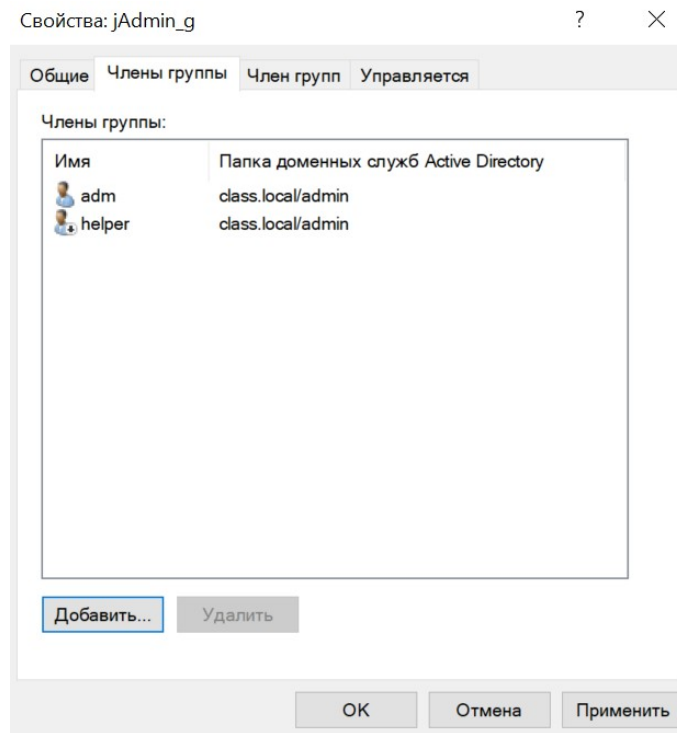 Свойства: jAdmin_g ? ×
Общие Члены группы Член групп Управляется
Члены группы:
Имя Папка доменных служб Active Directory
adm class.local/admin
helper class.local/admin
Добавить... Удалить
ОК Отмена Применить